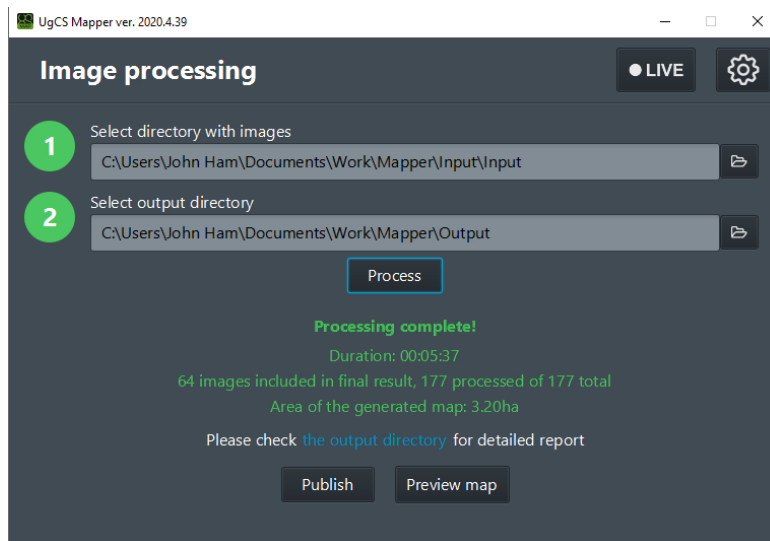 UgCS Mapper ver. 2020.4.39
Image processing
LIVE
1
Select directory with images
C:\Users\John Ham\Documents\Work\Mapper\Input\Input
2
Select output directory
C:\Users\John Ham\Documents\Work\Mapper\Output
Process
Processing complete!
Duration: 00:05:37
64 images included in final result, 177 processed of 177 total
Area of the generated map: 3.20ha
Please check the output directory for detailed report
Publish
Preview map